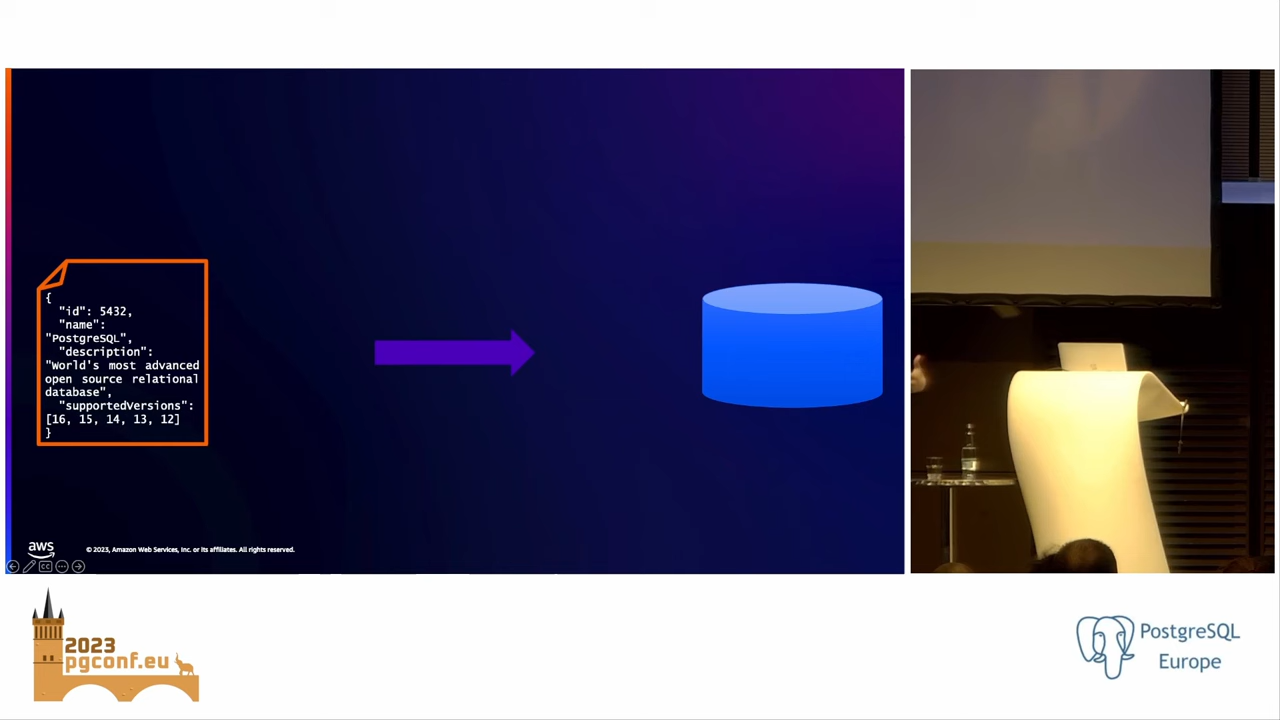 {
"id": 5432,
"name":
"PostgreSQL",
"description":
"World's most advanced
open source relational
database",
"supportedVersions":
[16, 15, 14, 13, 12]
}
aws
© 2023, Amazon Web Services, Inc. or its affiliates. All rights reserved.
CC
2023
pgconf.eu
PostgreSQL
Europe